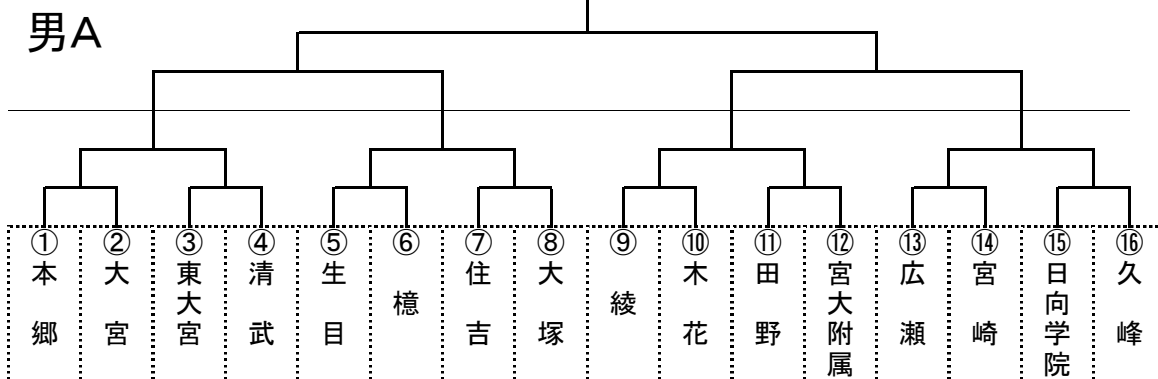 男A
①本郷
②大宮
③東大宮
④清武
⑤生目
⑥檍
⑦住吉
⑧大塚
⑨綾
⑩木花
⑪田野
⑫宮大附属
⑬広瀬
⑭宮崎
⑮日向学院
⑯久峰